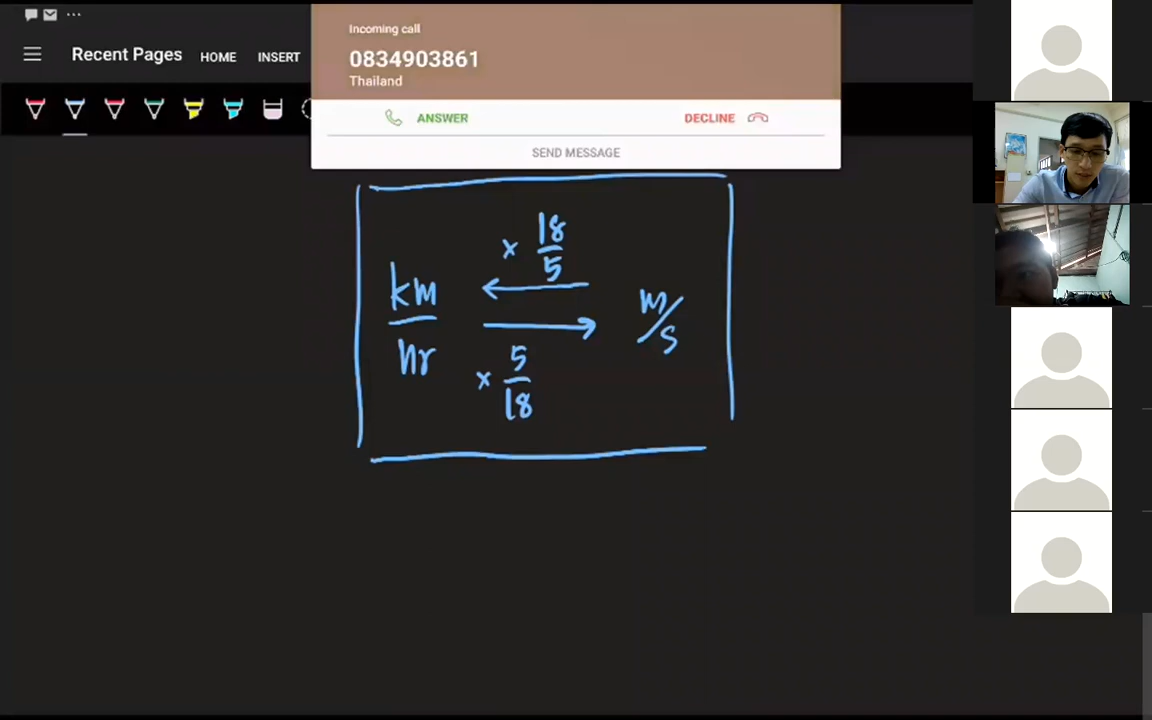 Incoming call
0834903861
Thailand
Recent Pages HOME INSERT
ANSWER DECLINE
SEND MESSAGE
× 18/5
km/hr
m/s
× 5/18